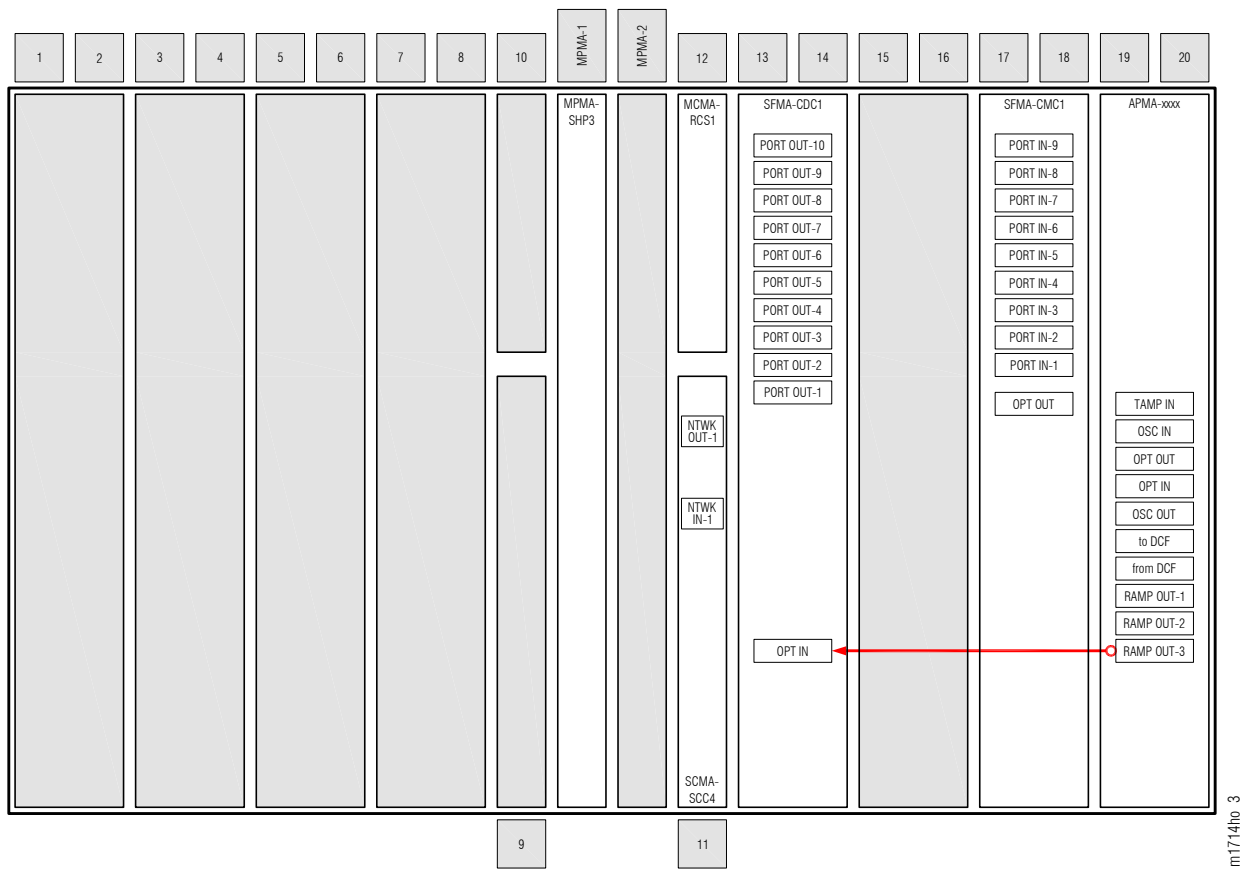 1
2
3
4
5
6
7
8
10
MPMA-1
MPMA-2
12
13
14
15
16
17
18
19
20
MPMA-
SHP3
MCMA-
RCS1
NTWK
OUT-1
NTWK
IN-1
SCMA-
SCC4
SFMA-CDC1
PORT OUT-10
PORT OUT-9
PORT OUT-8
PORT OUT-7
PORT OUT-6
PORT OUT-5
PORT OUT-4
PORT OUT-3
PORT OUT-2
PORT OUT-1
OPT IN
SFMA-CMC1
PORT IN-9
PORT IN-8
PORT IN-7
PORT IN-6
PORT IN-5
PORT IN-4
PORT IN-3
PORT IN-2
PORT IN-1
OPT OUT
APMA-xxxx
TAMP IN
OSC IN
OPT OUT
OPT IN
OSC OUT
to DCF
from DCF
RAMP OUT-1
RAMP OUT-2
RAMP OUT-3
9
11
m1714ho_3